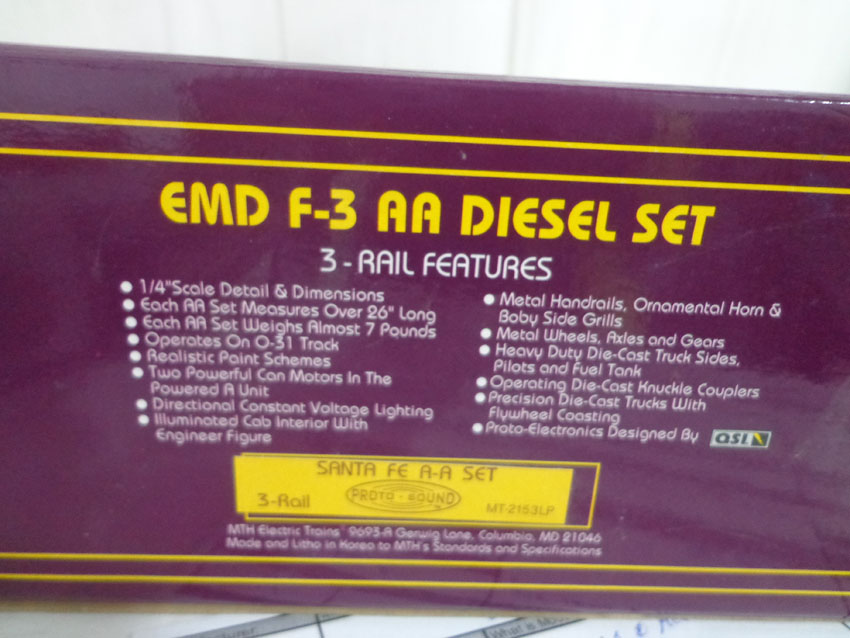 EMD F-3 AA DIESEL SET
3-RAIL FEATURES
• 1/4"Scale Detail & Dimensions
• Each AA Set Measures Over 26" Long
• Each AA Set Weighs Almost 7 Pounds
• Operates On O-31 Track
• Realistic Paint Schemes
• Two Powerful Can Motors In The
Powered A Unit
• Directional Constant Voltage Lighting
• Illuminated Cab Interior With
Engineer Figure
• Metal Handrails, Ornamental Horn &
Baby Side Grills
• Metal Wheels, Axles and Gears
• Heavy Duty Die-Cast Truck Sides,
Pilots and Fuel Tank
• Operating Die-Cast Knuckle Couplers
• Precision Die-Cast Trucks With
Flywheel Coasting
• Proto-Electronics Designed By QSI
SANTA FE A-A SET
3-Rail PROTO-SOUND MT-2153LP
MTH Electric Trains 9693-A Gerwig Lane, Columbia, MD 21046
Made and Litho in Korea to MTH's Standards and Specifications
What is